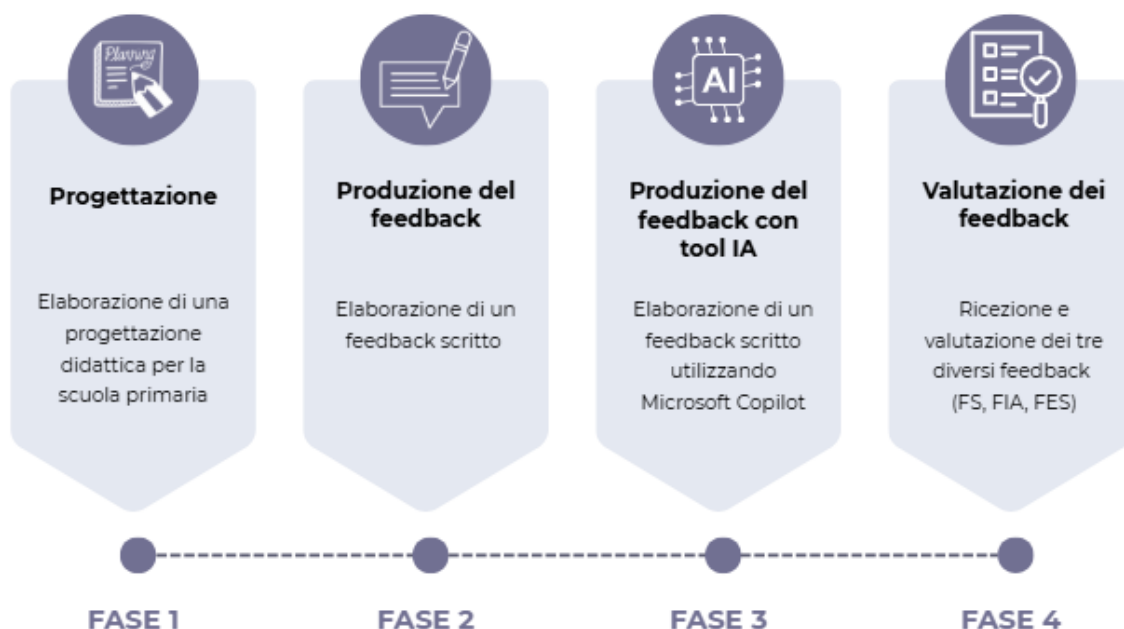 Planning
Progettazione
Elaborazione di una
progettazione
didattica per la
scuola primaria
FASE 1
Produzione del
feedback
Elaborazione di un
feedback scritto
FASE 2
AI
Produzione del
feedback con
tool IA
Elaborazione di un
feedback scritto
utilizzando
Microsoft Copilot
FASE 3
Valutazione dei
feedback
Ricezione e
valutazione dei tre
diversi feedback
(FS, FIA, FES)
FASE 4